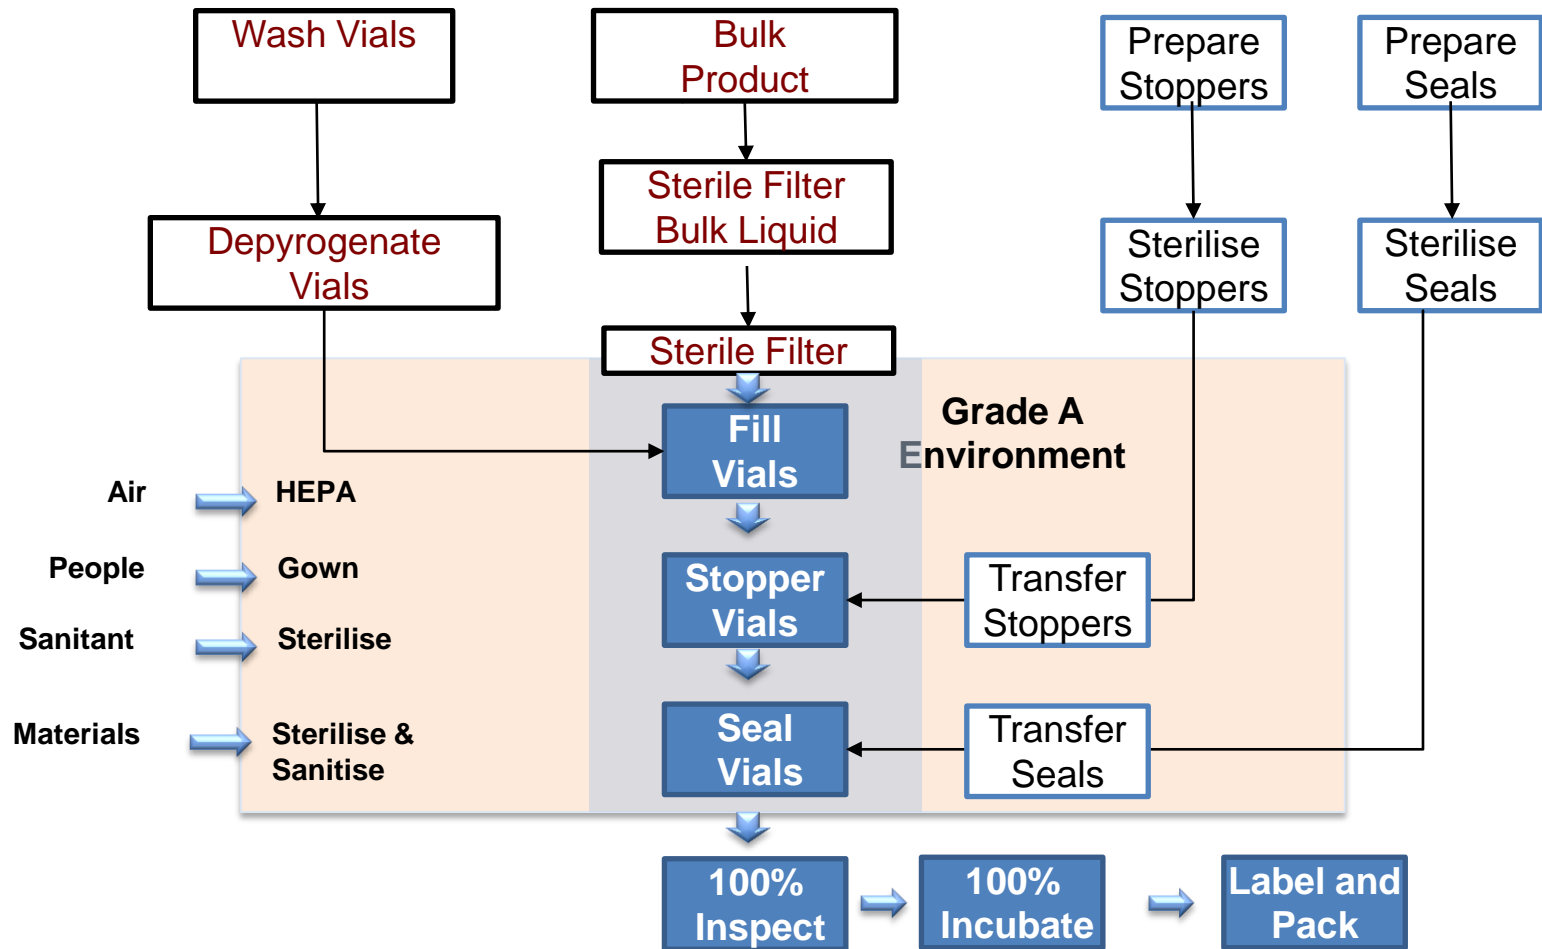 Wash Vials
Bulk
Product
Prepare
Stoppers
Prepare
Seals
Sterile Filter
Bulk Liquid
Depyrogenate
Vials
Sterilise
Stoppers
Sterilise
Seals
Sterile Filter
Grade A
Environment
Fill
Vials
Air
HEPA
People
Gown
Stopper
Vials
Transfer
Stoppers
Sanitant
Sterilise
Materials
Sterilise &
Sanitise
Seal
Vials
Transfer
Seals
100%
Inspect
100%
Incubate
Label and
Pack